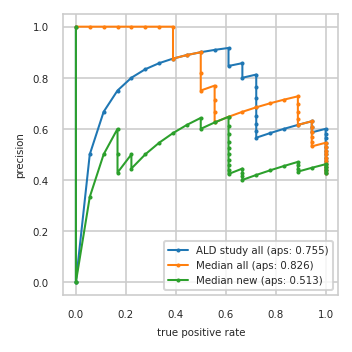 1.0
0.8
0.6
0.4
0.2
0.0
precision
ALD study all (aps: 0.755)
Median all (aps: 0.826)
Median new (aps: 0.513)
0.0 0.2 0.4 0.6 0.8 1.0
true positive rate